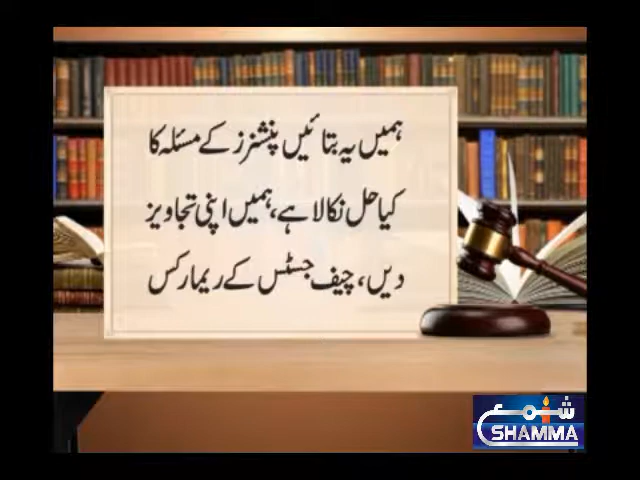 ہمیں یہ بتائیں پنشنرز کے مسئلہ کا
کیا حل نکالا ہے، ہمیں اپنی تجاویز
دیں، چیف جسٹس کے ریمارکس
شمع
SHAMMA